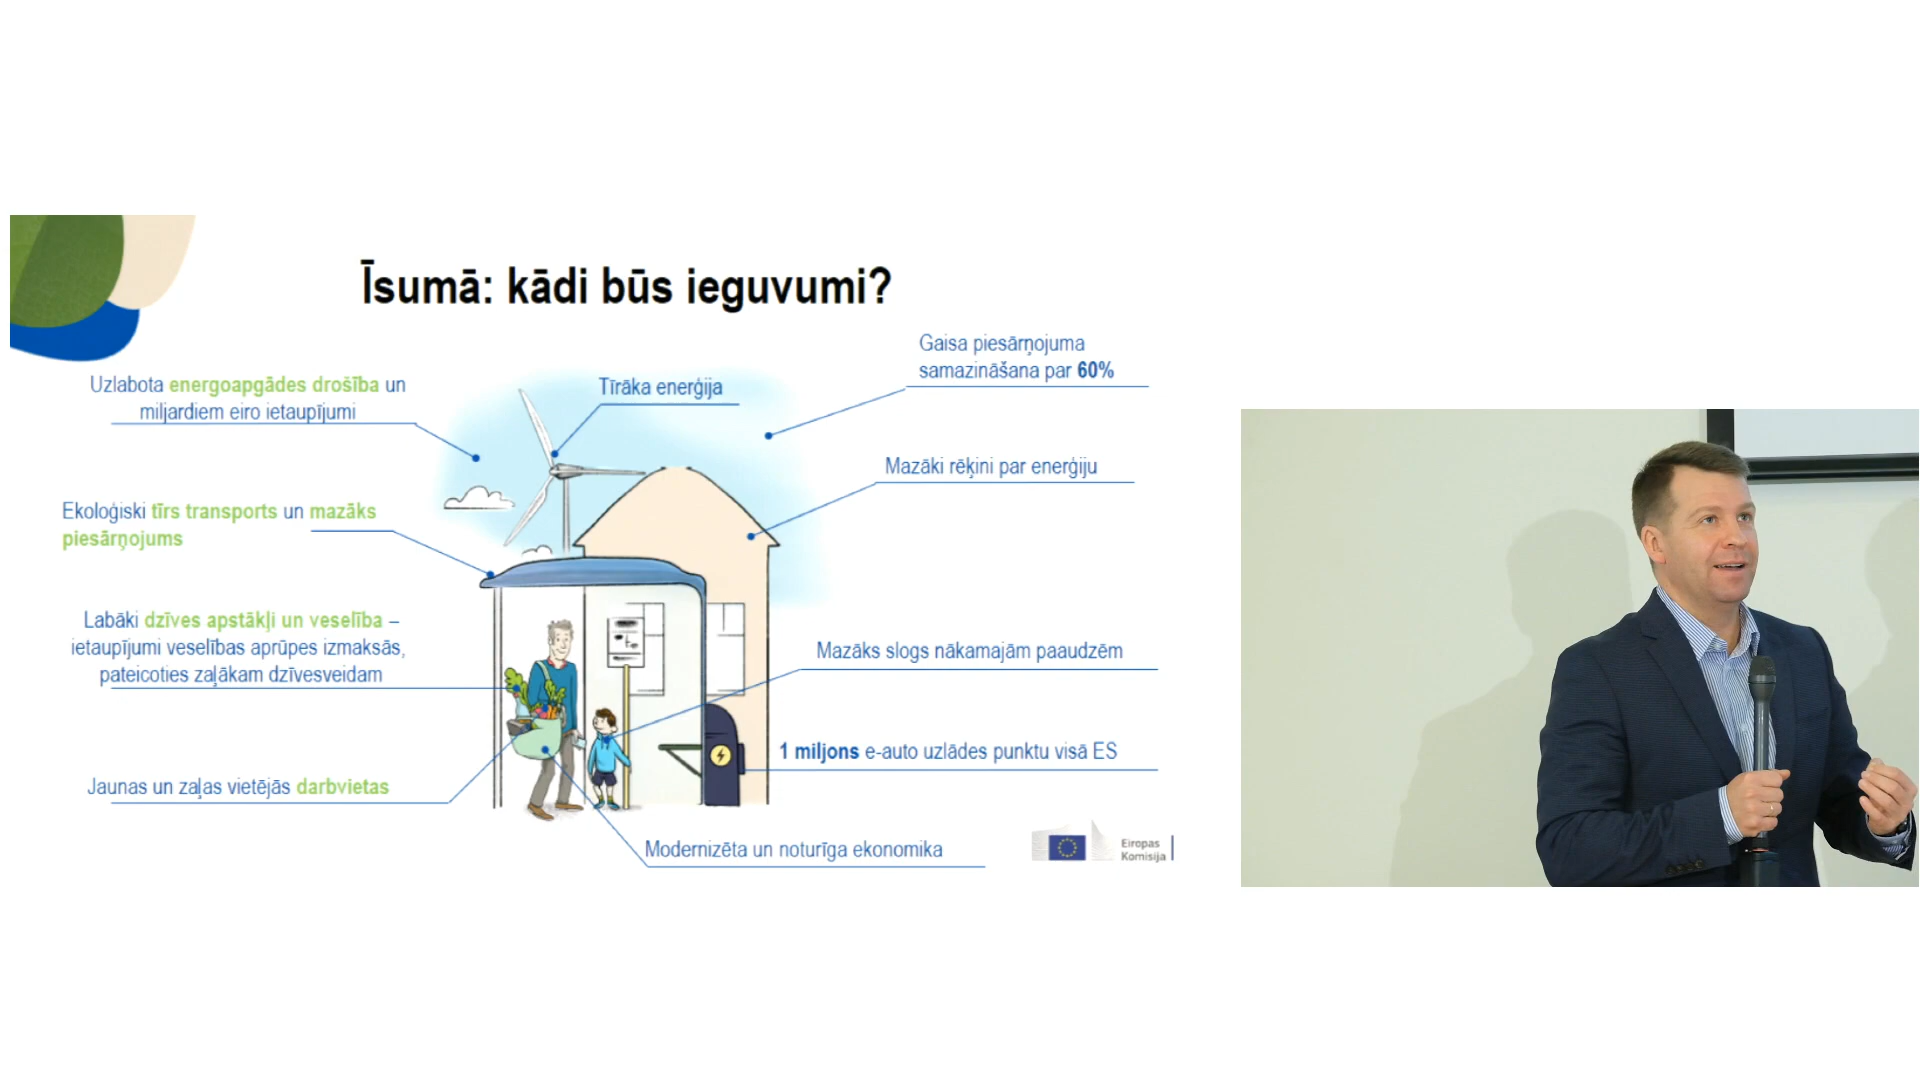 Īsumā: kādi būs ieguvumi?
Uzlabota energoapgādes drošība un
miljardiem eiro ietaupījumi
Tīrāka enerģija
Gaisa piesārņojuma
samazināšana par 60%
Mazāki rēķini par enerģiju
Ekoloģiski tīrs transports un mazāks
piesārņojums
Labāki dzīves apstākļi un veselība –
ietaupījumi veselības aprūpes izmaksās,
pateicoties zaļākam dzīvesveidam
Mazāks slogs nākamajām paaudzēm
1 miljons e-auto uzlādes punktu visā ES
Jaunas un zaļas vietējās darbvietas
Modernizēta un noturīga ekonomika
Eiropas
Komisija